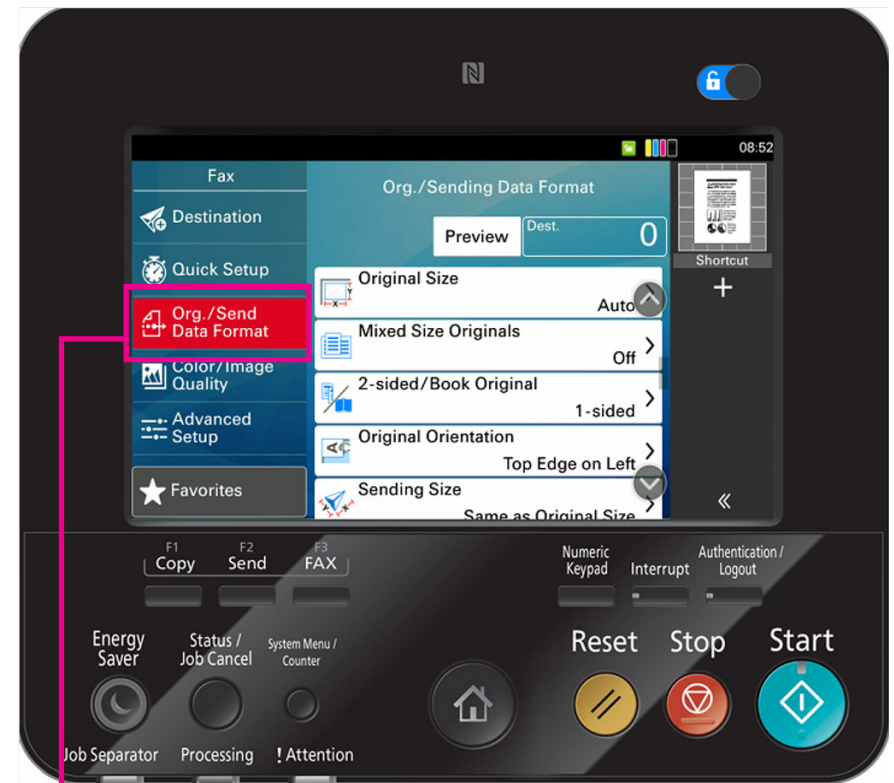 08:52
Fax
Destination
Quick Setup
Org./Send
Data Format
Color/Image
Quality
Advanced
Setup
Favorites
Org./Sending Data Format
Preview
Dest.
0
Original Size
Auto
Mixed Size Originals
Off
2-sided/Book Original
1-sided
Original Orientation
Top Edge on Left
Sending Size
Same as Original Size
Shortcut
+
F1
Copy
F2
Send
F3
FAX
Numeric
Keypad
Interrupt
Authentication /
Logout
Energy
Saver
Status /
Job Cancel
System Menu /
Counter
Reset
Stop
Start
Job Separator
Processing
! Attention